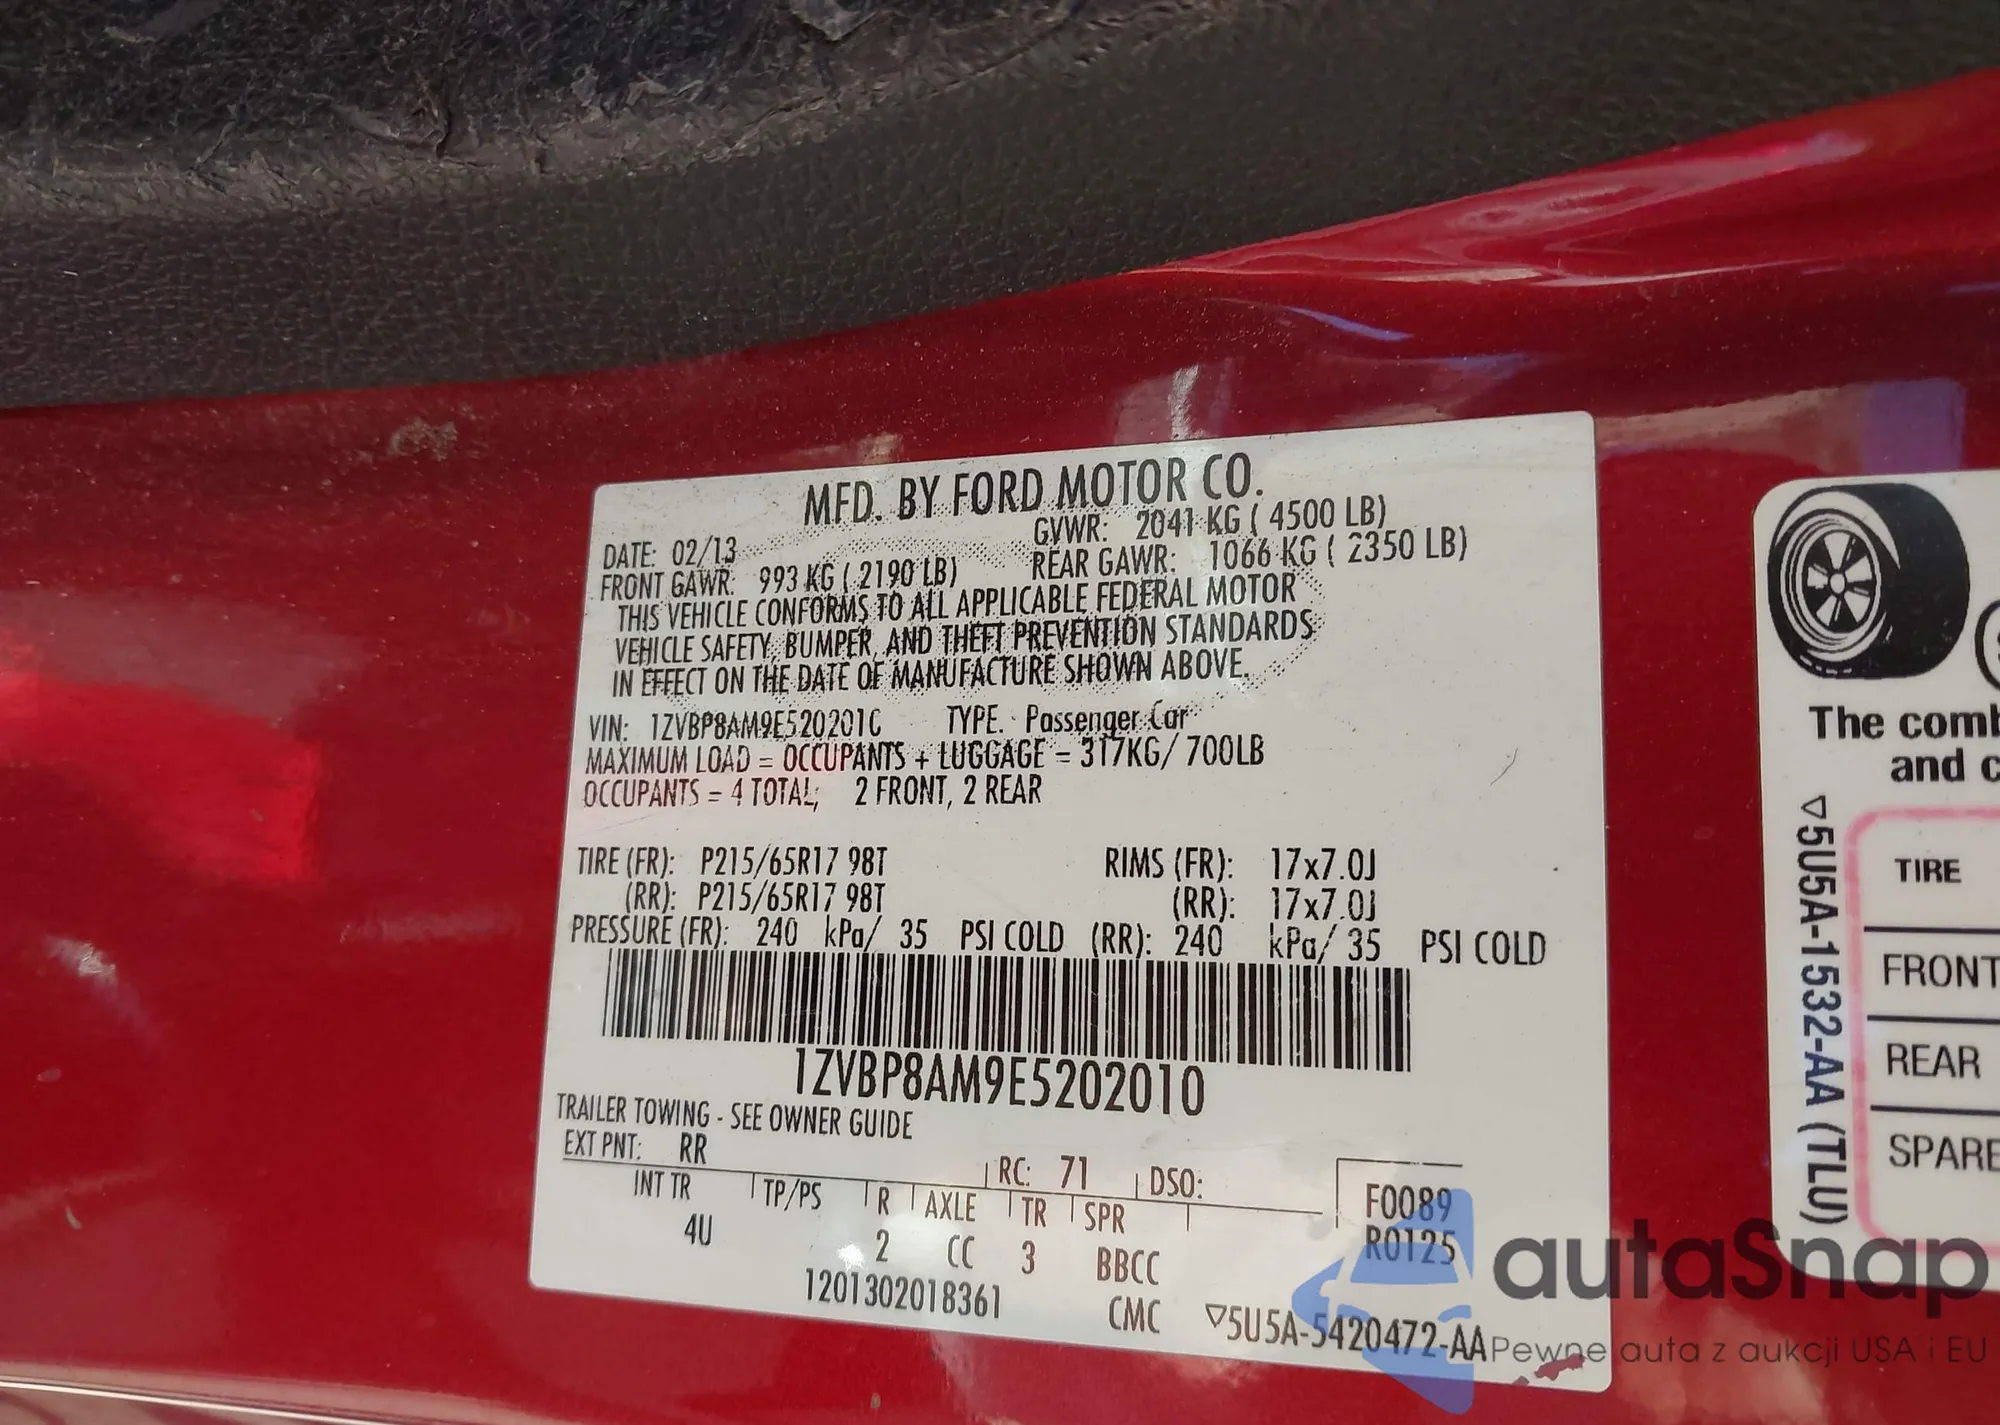 MFD. BY FORD MOTOR CO.
DATE: 02/13 GVWR: 2041 KG ( 4500 LB)
FRONT GAWR: 993 KG ( 2190 LB) REAR GAWR: 1066 KG ( 2350 LB)
THIS VEHICLE CONFORMS TO ALL APPLICABLE FEDERAL MOTOR
VEHICLE SAFETY, BUMPER, AND THEFT PREVENTION STANDARDS
IN EFFECT ON THE DATE OF MANUFACTURE SHOWN ABOVE.
VIN: 1ZVBP8AM9E5202010 TYPE: Passenger Car
MAXIMUM LOAD = OCCUPANTS + LUGGAGE = 317KG/ 700LB
OCCUPANTS = 4 TOTAL; 2 FRONT, 2 REAR
TIRE (FR): P215/65R17 98T RIMS (FR): 17x7.0J
(RR): P215/65R17 98T (RR): 17x7.0J
PRESSURE (FR): 240 kPa/ 35 PSI COLD (RR): 240 kPa/ 35 PSI COLD
1ZVBP8AM9E5202010
TRAILER TOWING - SEE OWNER GUIDE
EXT PNT: RR RC: 71 DSO:
INT TR TP/PS R AXLE TR SPR F0089
4U 2 CC 3 BBCC R0125
1201302018361 CMC ▽5U5A-5420472-AA
The
and
▽5U5A-1532-AA (TLU)
TIRE
FRONT
REAR
SPARE
autaSnap
Pewne auta z aukcji USA i EU